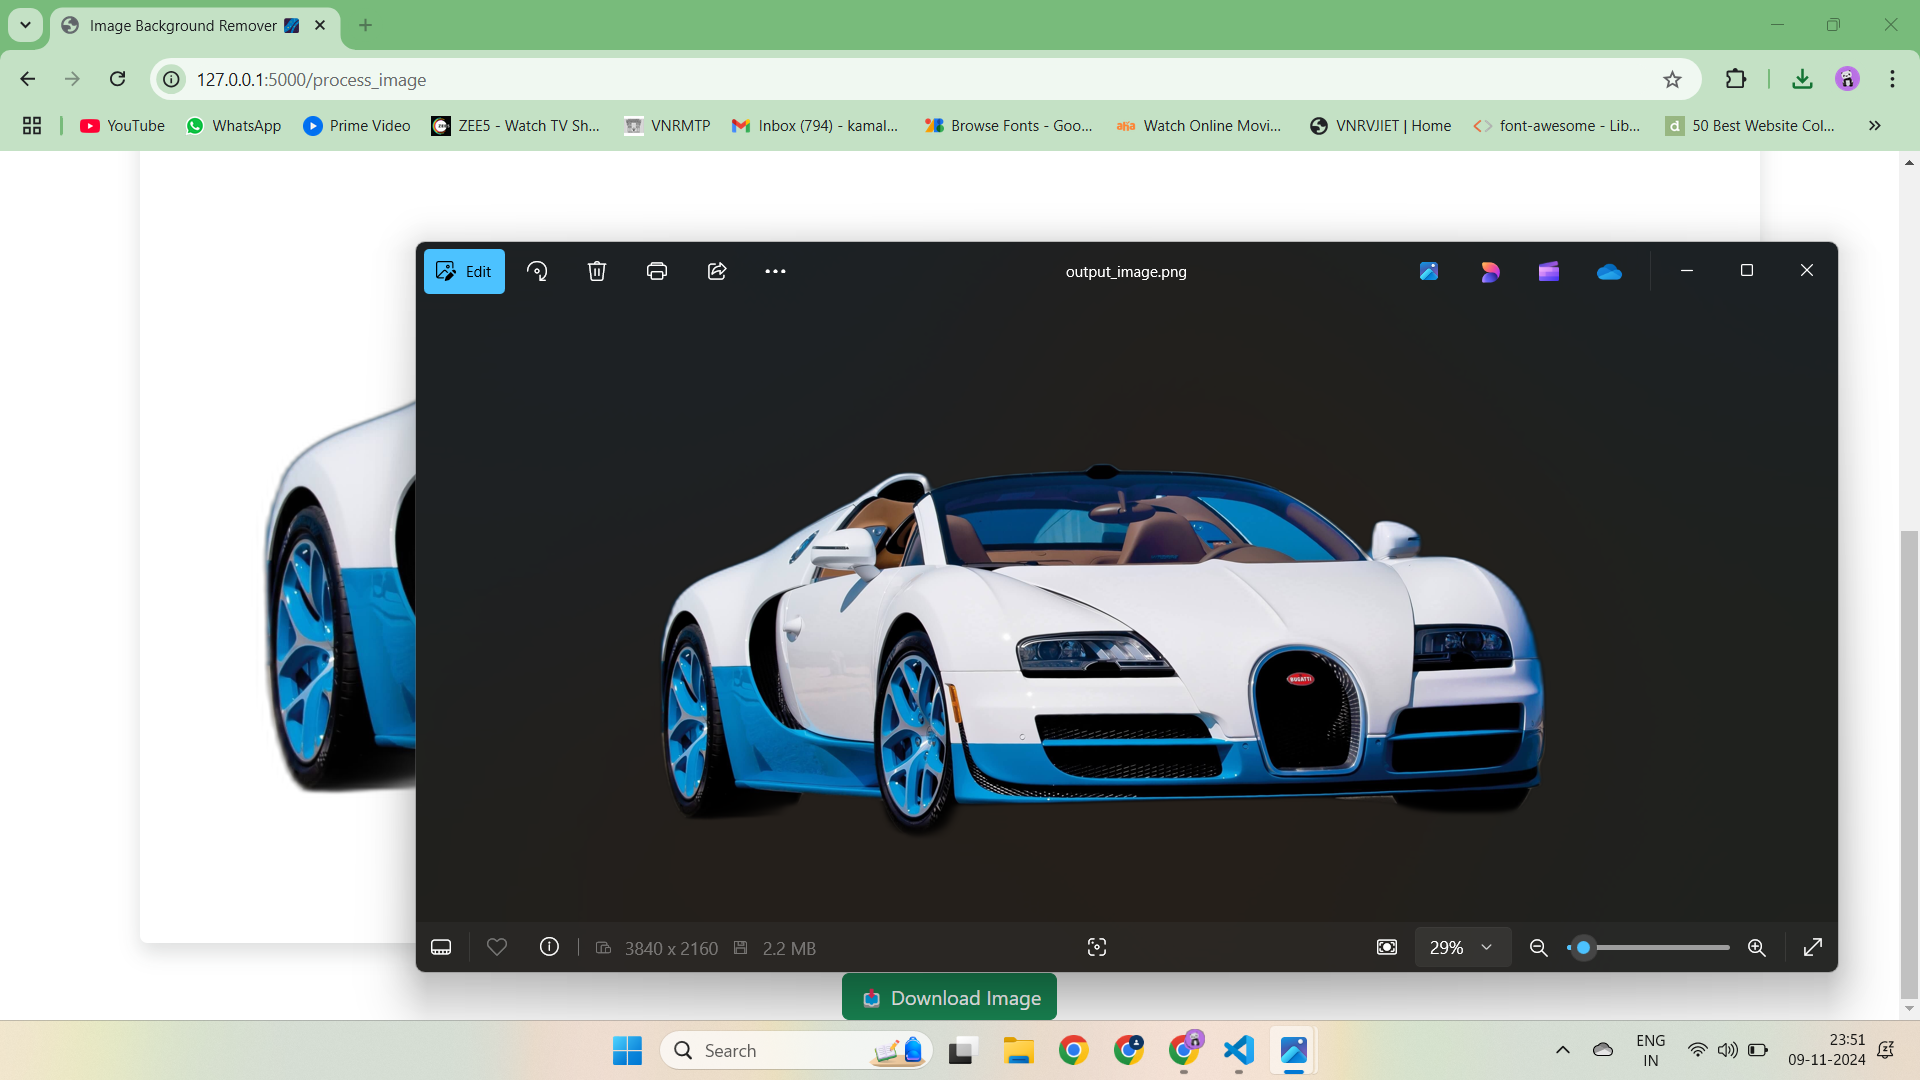 Image Background Remover
127.0.0.1:5000/process_image
YouTube WhatsApp Prime Video ZEE5 - Watch TV Sh... VNRMTP Inbox (794) - kamal... Browse Fonts - Goo... aha Watch Online Movi... VNRVJIET | Home font-awesome - Lib... d 50 Best Website Col...
Edit output_image.png
BUGATTI
3840 x 2160 2.2 MB 29%
Download Image
Search
ENG
IN
23:51
09-11-2024